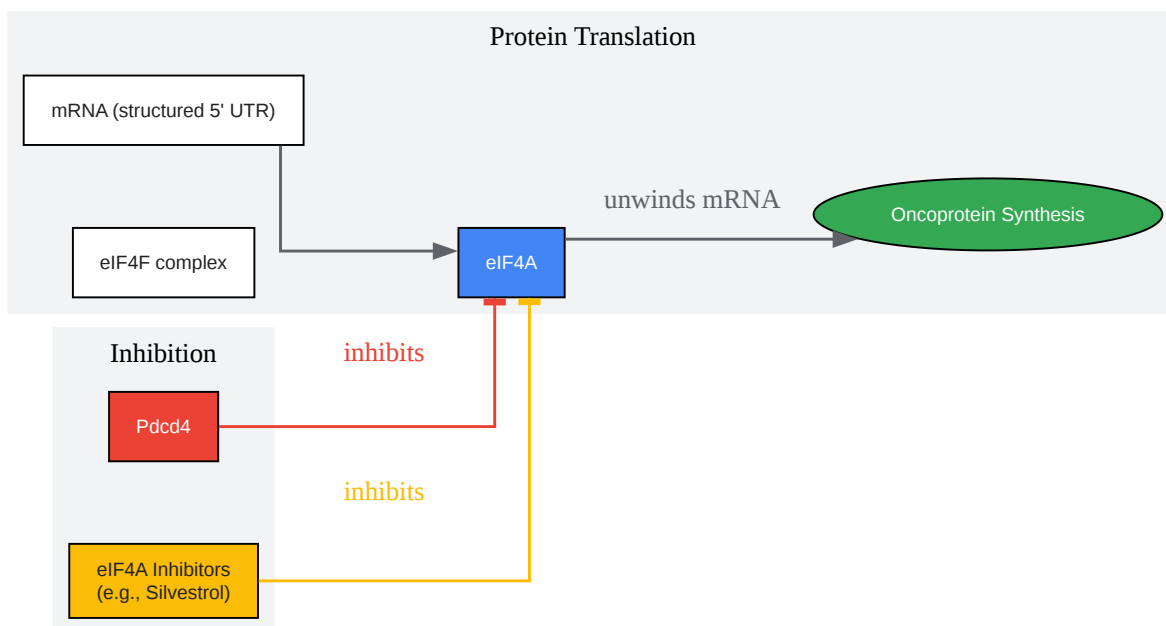 Protein Translation
mRNA (structured 5' UTR)
unwinds mRNA
Oncoprotein Synthesis
eIF4F complex
eIF4A
Inhibition
inhibits
Pdcd4
inhibits
eIF4A Inhibitors
(e.g., Silvestrol)